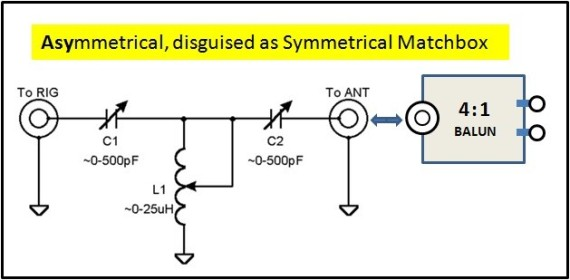 Asymmetrical, disguised as Symmetrical Matchbox
To RIG
To ANT
4:1
BALUN
C1
~0-500pF
C2
~0-500pF
L1
~0-25uH